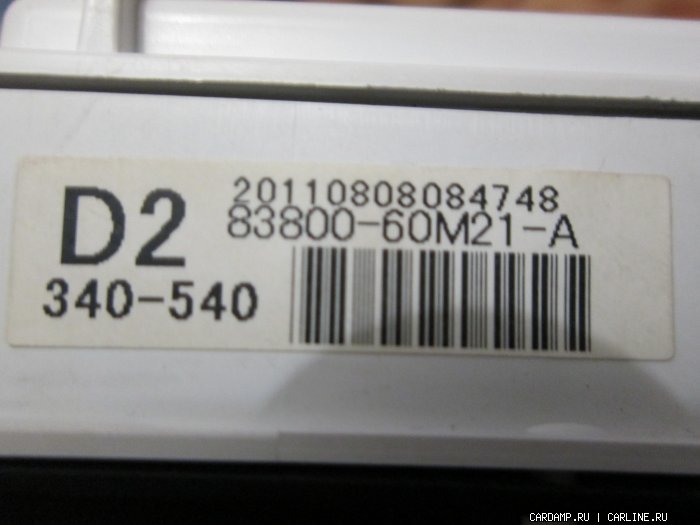 D2
20110808084748
83800-60M21-A
340-540
CARDAMP.RU | CARLINE.RU